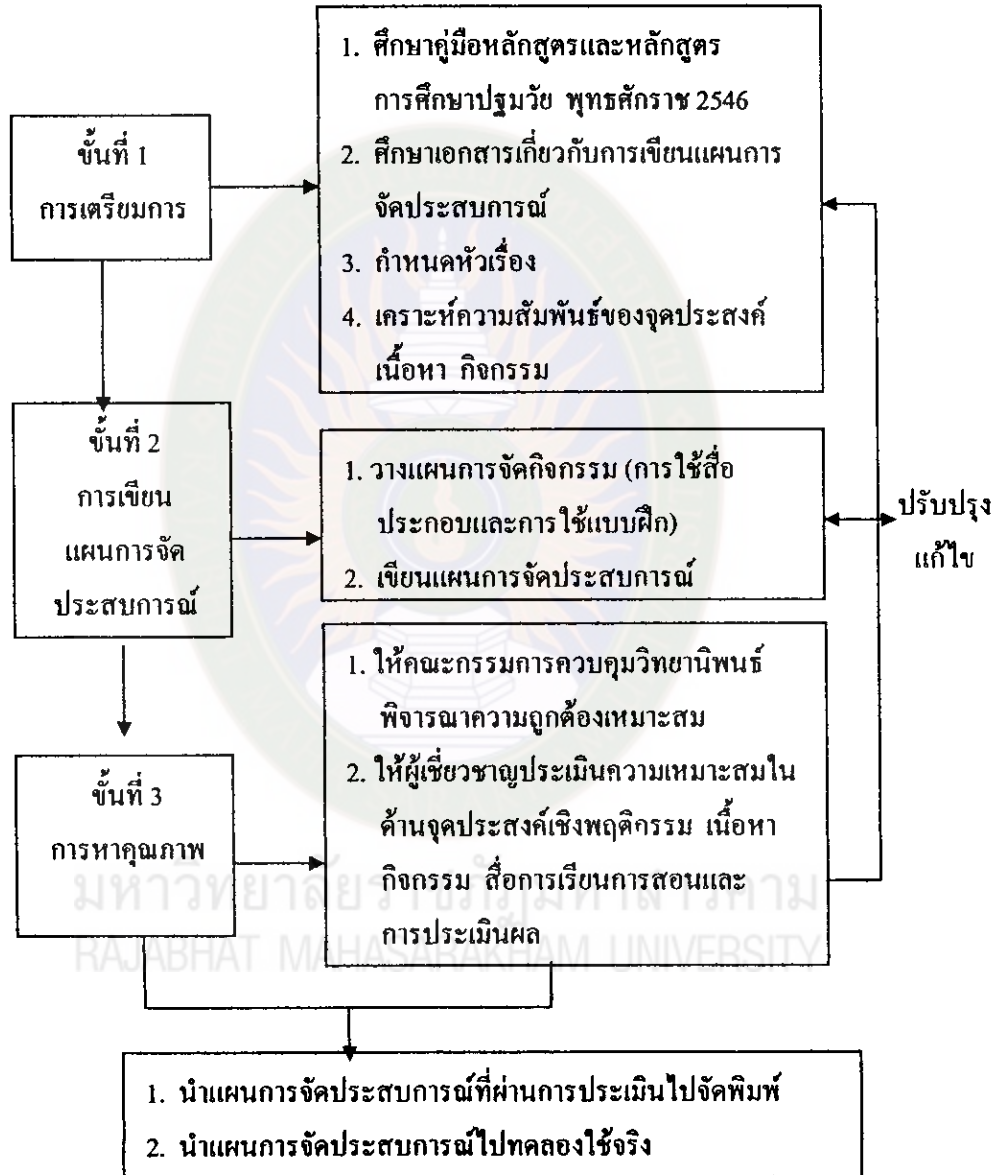 ขั้นที่ 1
การเตรียมการ
1. ศึกษาคู่มือหลักสูตรและหลักสูตร
การศึกษาปฐมวัย พุทธศักราช 2546
2. ศึกษาเอกสารเกี่ยวกับการเขียนแผนการ
จัดประสบการณ์
3. กำหนดหัวเรื่อง
4. เคราะห์ความสัมพันธ์ของจุดประสงค์
เนื้อหา กิจกรรม
ขั้นที่ 2
การเขียน
แผนการจัด
ประสบการณ์
1. วางแผนการจัดกิจกรรม (การใช้สื่อ
ประกอบและการใช้แบบฝึก)
2. เขียนแผนการจัดประสบการณ์
ปรับปรุง
แก้ไข
ขั้นที่ 3
การหาคุณภาพ
1. ให้คณะกรรมการควบคุมวิทยานิพนธ์
พิจารณาความถูกต้องเหมาะสม
2. ให้ผู้เชี่ยวชาญประเมินความเหมาะสมใน
ด้านจุดประสงค์เชิงพฤติกรรม เนื้อหา
กิจกรรม สื่อการเรียนการสอนและ
การประเมินผล
มหาวิทยาลัยราชภัฏมหาสารคาม
RAJABHAT MAHASARAKHAM UNIVERSITY
1. นำแผนการจัดประสบการณ์ที่ผ่านการประเมินไปจัดพิมพ์
2. นำแผนการจัดประสบการณ์ไปทดลองใช้จริง